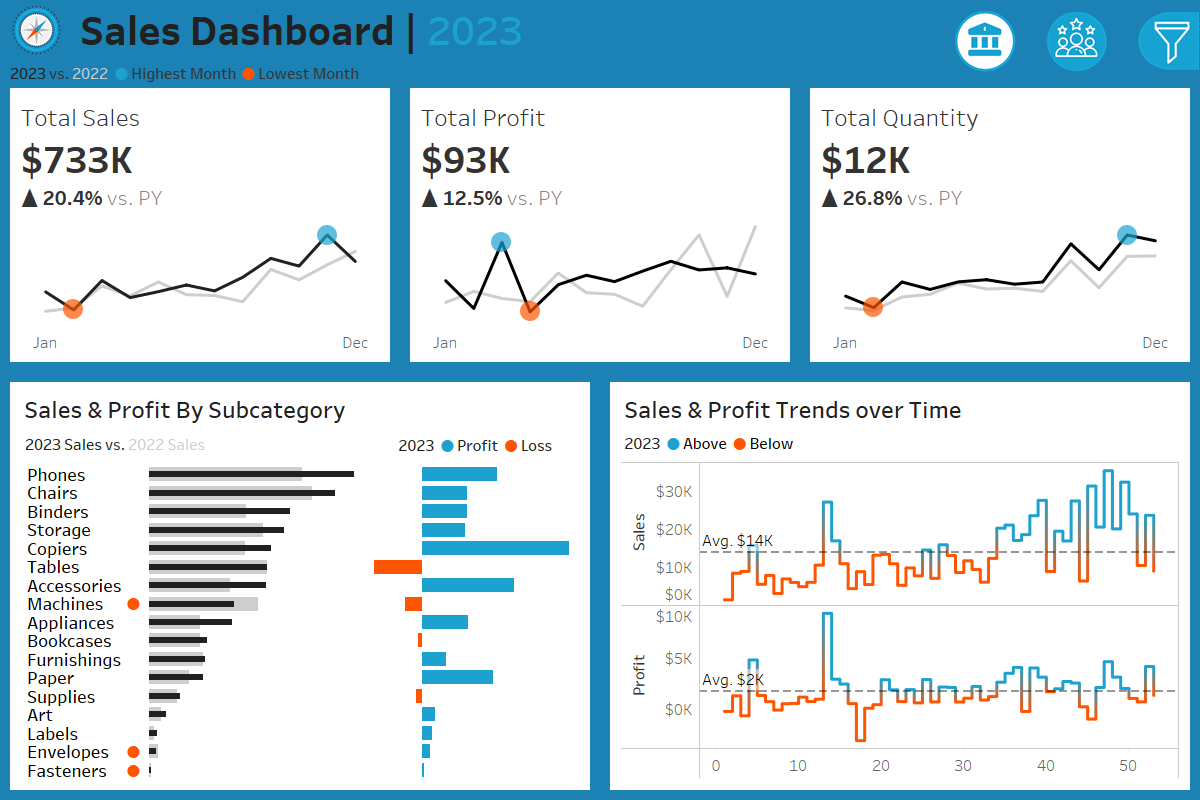 Sales Dashboard | 2023
2023 vs. 2022 Highest Month Lowest Month
Total Sales
$733K
▲ 20.4% vs. PY
Jan Dec
Total Profit
$93K
▲ 12.5% vs. PY
Jan Dec
Total Quantity
$12K
▲ 26.8% vs. PY
Jan Dec
Sales & Profit By Subcategory
2023 Sales vs. 2022 Sales
2023 Profit Loss
Phones
Chairs
Binders
Storage
Copiers
Tables
Accessories
Machines
Appliances
Bookcases
Furnishings
Paper
Supplies
Art
Labels
Envelopes
Fasteners
Sales & Profit Trends over Time
2023 Above Below
Sales
$30K
$20K
Avg. $14K
$10K
$0K
Profit
$10K
$5K
Avg. $2K
$0K
0 10 20 30 40 50